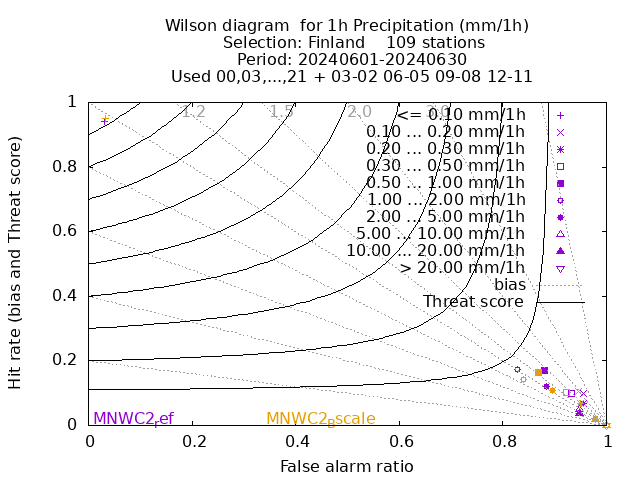 Wilson diagram for 1h Precipitation (mm/1h)
Selection: Finland 109 stations
Period: 20240601-20240630
Used 00,03,...,21 + 03-02 06-05 09-08 12-11
Hit rate (bias and Threat score)
1
0.8
0.6
0.4
0.2
0
1.2
1.5
2.0
3.0
<= 0.10 mm/1h
0.10 ... 0.20 mm/1h
0.20 ... 0.30 mm/1h
0.30 ... 0.50 mm/1h
0.50 ... 1.00 mm/1h
1.00 ... 2.00 mm/1h
2.00 ... 5.00 mm/1h
5.00 ... 10.00 mm/1h
10.00 ... 20.00 mm/1h
> 20.00 mm/1h
bias
Threat score
MNWC2ref MNWC2Bscale
0 0.2 0.4 0.6 0.8 1
False alarm ratio